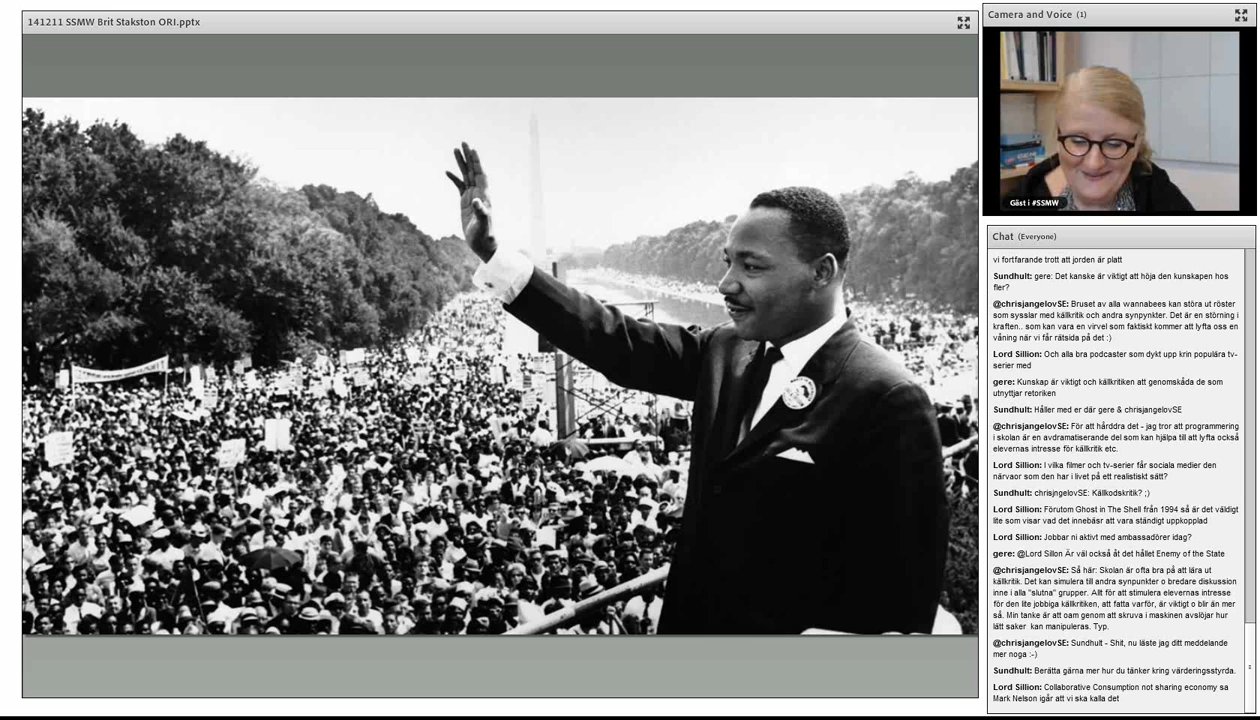 141211 SSMW Brit Stakston ORI.pptx
Camera and Voice (1)
Gäst i #SSMW
Chat (Everyone)
vi fortfarande trott att jorden är platt
Sundhult: gere: Det kanske är viktigt att höja den kunskapen hos
fler?
@chrisjangelovSE: Bruset av alla wannabees kan störa ut röster
som sysslar med källkritik och andra synpynkter. Det är en störning i
kraften.. som kan vara en virvel som faktiskt kommer att lyfta oss en
våning när vi får rätsida på det :)
Lord Sillion: Och alla bra podcaster som dykt upp krin populära tv-
serier med
gere: Kunskap är viktigt och källkritiken att genomskåda de som
utnyttjar retoriken
Sundhult: Håller med er där gere & chrisjangelovSE
@chrisjangelovSE: För att hårddra det - jag tror att programmering
i skolan är en avdramatiserande del som kan hjälpa till att lyfta också
elevernas intresse för källkritik etc.
Lord Sillion: I vilka filmer och tv-serier får sociala medier den
närvaor som den har i livet på ett realistiskt sätt?
Sundhult: chrisjngelovSE: Källkodskritik? ;)
Lord Sillion: Förutom Ghost in The Shell från 1994 så är det väldigt
lite som visar vad det innebäsr att vara ständigt uppkopplad
Lord Sillion: Jobbar ni aktivt med ambassadörer idag?
gere: @Lord Sillon Är väl också åt det hållet Enemy of the State
@chrisjangelovSE: Så här: Skolan är ofta bra på att lära ut
källkritik. Det kan simulera till andra synpunkter o bredare diskussion
inne i alla "slutna" grupper. Allt för att stimulera elevernas intresse
för den lite jobbiga källkritiken, att fatta varför, är viktigt o blir än mer
så. Min tanke är att oam genom att skruva i maskinen avslöjar hur
lätt saker kan manipuleras. Typ.
@chrisjangelovSE: Sundhult - Shit, nu läste jag ditt meddelande
mer noga :-)
Sundhult: Berätta gärna mer hur du tänker kring värderingsstyrda.
Lord Sillion: Collaborative Consumption not sharing economy sa
Mark Nelson igår att vi ska kalla det